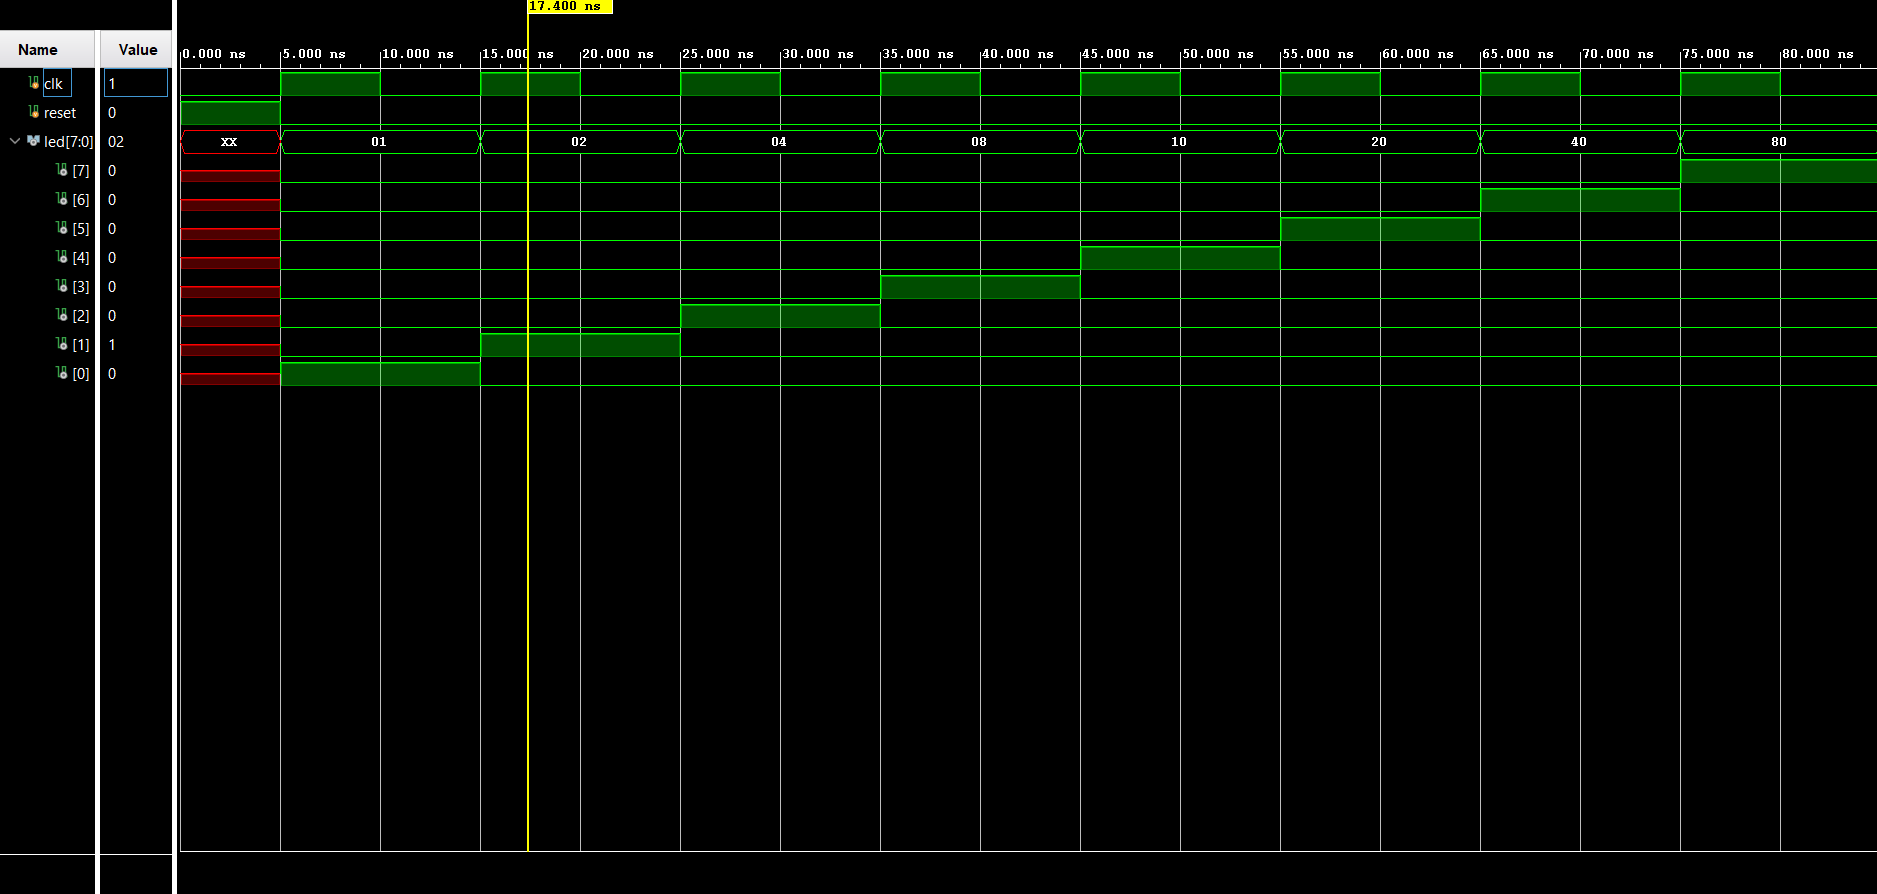 17.400 ns
Name Value
0.000 ns 5.000 ns 10.000 ns 15.000 ns 20.000 ns 25.000 ns 30.000 ns 35.000 ns 40.000 ns 45.000 ns 50.000 ns 55.000 ns 60.000 ns 65.000 ns 70.000 ns 75.000 ns 80.000 ns
clk 1
reset 0
led[7:0] 02 XX 01 02 04 08 10 20 40 80
[7] 0
[6] 0
[5] 0
[4] 0
[3] 0
[2] 0
[1] 1
[0] 0